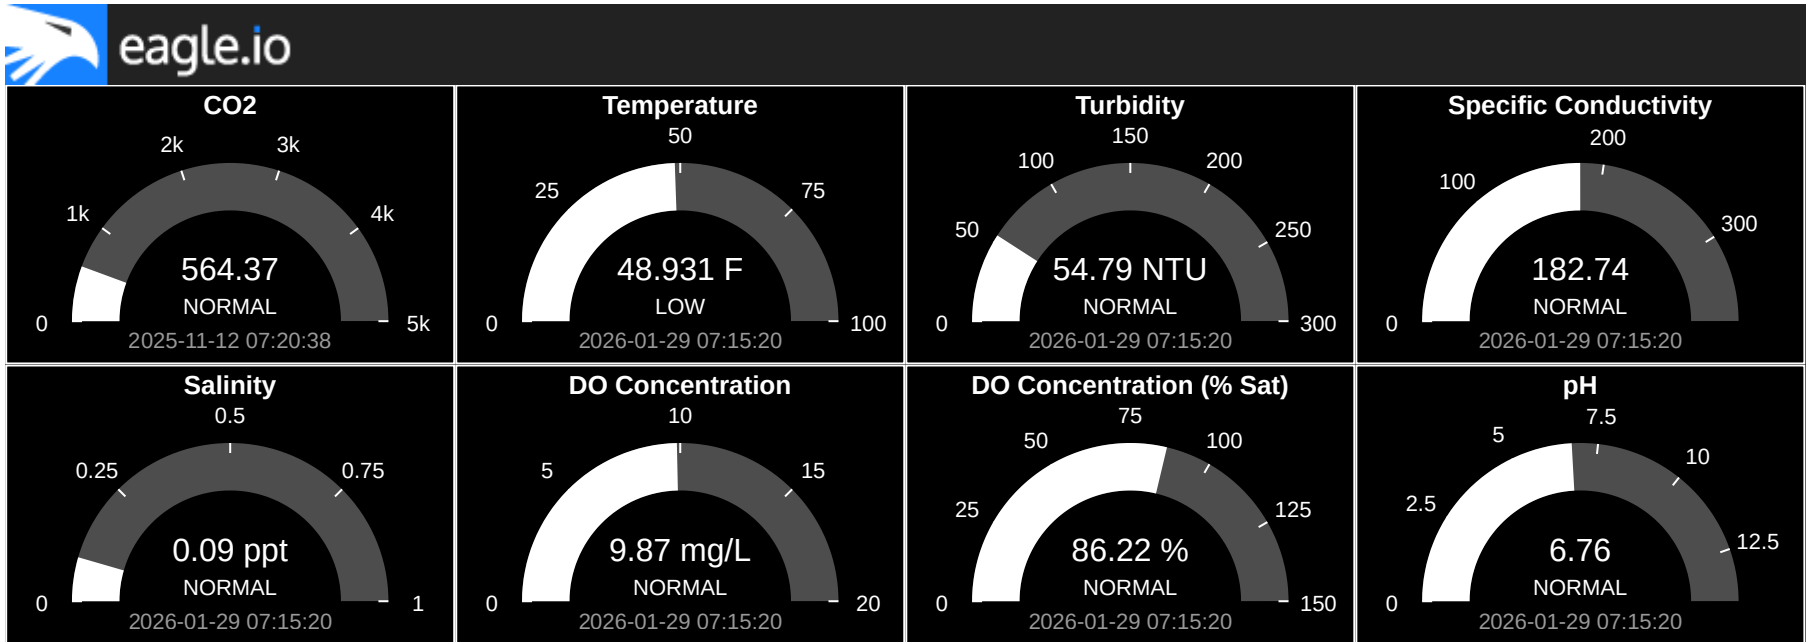 eagle.io
CO2
0
1k
2k
3k
4k
5k
564.37
NORMAL
2025-11-12 07:20:38
Temperature
0
25
50
75
100
48.931 F
LOW
2026-01-29 07:15:20
Turbidity
0
50
100
150
200
250
300
54.79 NTU
NORMAL
2026-01-29 07:15:20
Specific Conductivity
0
100
200
300
182.74
NORMAL
2026-01-29 07:15:20
Salinity
0
0.25
0.5
0.75
1
0.09 ppt
NORMAL
2026-01-29 07:15:20
DO Concentration
0
5
10
15
20
9.87 mg/L
NORMAL
2026-01-29 07:15:20
DO Concentration (% Sat)
0
25
50
75
100
125
150
86.22 %
NORMAL
2026-01-29 07:15:20
pH
0
2.5
5
7.5
10
12.5
6.76
NORMAL
2026-01-29 07:15:20